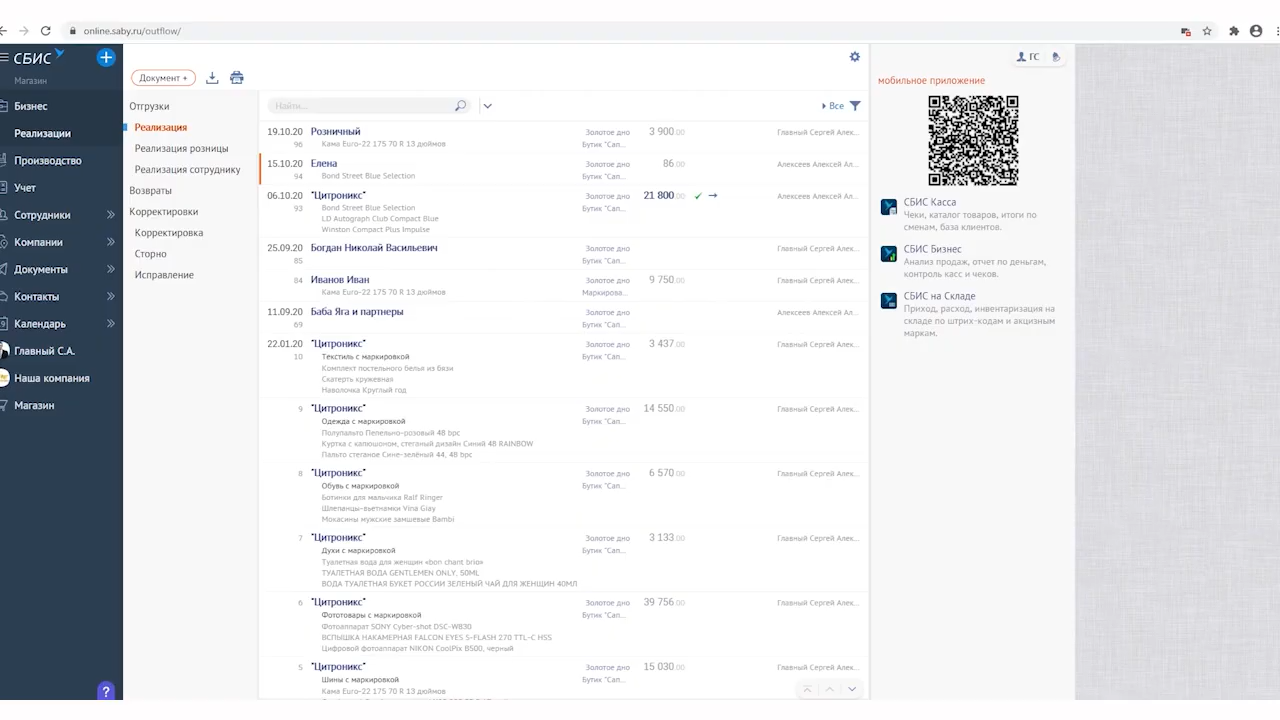 online.saby.ru/outflow/
СБИС
Магазин
Бизнес
Реализации
Производство
Учет
Сотрудники
Компании
Документы
Контакты
Календарь
Главный С.А.
Наша компания
Магазин
?
Документ +
Отгрузки
Реализация
Реализация розницы
Реализация сотруднику
Возвраты
Корректировки
Корректировка
Сторно
Исправление
Найти...
Все
19.10.20 Розничный Золотое дно 3 900 00 Главный Сергей Алек...
96 Кама Euro-22 175 70 R 13 дюймов Бутик "Сап...
15.10.20 Елена Золотое дно 86 00 Алексеев Алексей Ал...
94 Bond Street Blue Selection Бутик "Сап...
06.10.20 "Цитроникс" Золотое дно 21 800 00 Алексеев Алексей Ал...
93 Bond Street Blue Selection Бутик "Сап...
LD Autograph Club Compact Blue
Winston Compact Plus Impulse
25.09.20 Богдан Николай Васильевич Золотое дно Главный Сергей Алек...
85 Бутик "Сап...
Иванов Иван Золотое дно 9 750 00 Главный Сергей Алек...
84 Кама Euro-22 175 70 R 13 дюймов Маркирова...
11.09.20 Баба Яга и партнеры Золотое дно Алексеев Алексей Ал...
69 Бутик "Сап...
22.01.20 "Цитроникс" Золотое дно 3 437 00 Главный Сергей Алек...
10 Текстиль с маркировкой Бутик "Сап...
Комплект постельного белья из бязи
Скатерть кружевная
Наволочка Круглый год
9 "Цитроникс" Золотое дно 14 550 00 Главный Сергей Алек...
Одежда с маркировкой Бутик "Сап...
Полупальто Пепельно-розовый 48 bpc
Куртка с капюшоном, стеганый дизайн Синий 48 RAINBOW
Пальто стеганое Сине-зелёный 44, 48 bpc
8 "Цитроникс" Золотое дно 6 570 00 Главный Сергей Алек...
Обувь с маркировкой Бутик "Сап...
Ботинки для мальчика Ralf Ringer
Шлепанцы-вьетнамки Vina Giay
Мокасины мужские замшевые Bambi
7 "Цитроникс" Золотое дно 3 133 00 Главный Сергей Алек...
Духи с маркировкой Бутик "Сап...
Туалетная вода для женщин «bon chant brio»
ТУАЛЕТНАЯ ВОДА GENTLEMEN ONLY, 50ML
ВОДА ТУАЛЕТНАЯ БУКЕТ РОССИИ ЗЕЛЕНЫЙ ЧАЙ ДЛЯ ЖЕНЩИН 40МЛ
6 "Цитроникс" Золотое дно 39 756 00 Главный Сергей Алек...
Фототовары с маркировкой Бутик "Сап...
Фотоаппарат SONY Cyber-shot DSC-W830
ВСПЫШКА НАКАМЕРНАЯ FALCON EYES S-FLASH 270 TTL-C HSS
Цифровой фотоаппарат NIKON CoolPix B500, черный
5 "Цитроникс" Золотое дно 15 030 00 Главный Сергей Алек...
Шины с маркировкой Бутик "Сап...
Кама Euro-22 175 70 R 13 дюймов
ГС
мобильное приложение
СБИС Касса
Чеки, каталог товаров, итоги по
сменам, база клиентов.
СБИС Бизнес
Анализ продаж, отчет по деньгам,
контроль касс и чеков.
СБИС на Складе
Приход, расход, инвентаризация на
складе по штрих-кодам и акцизным
маркам.